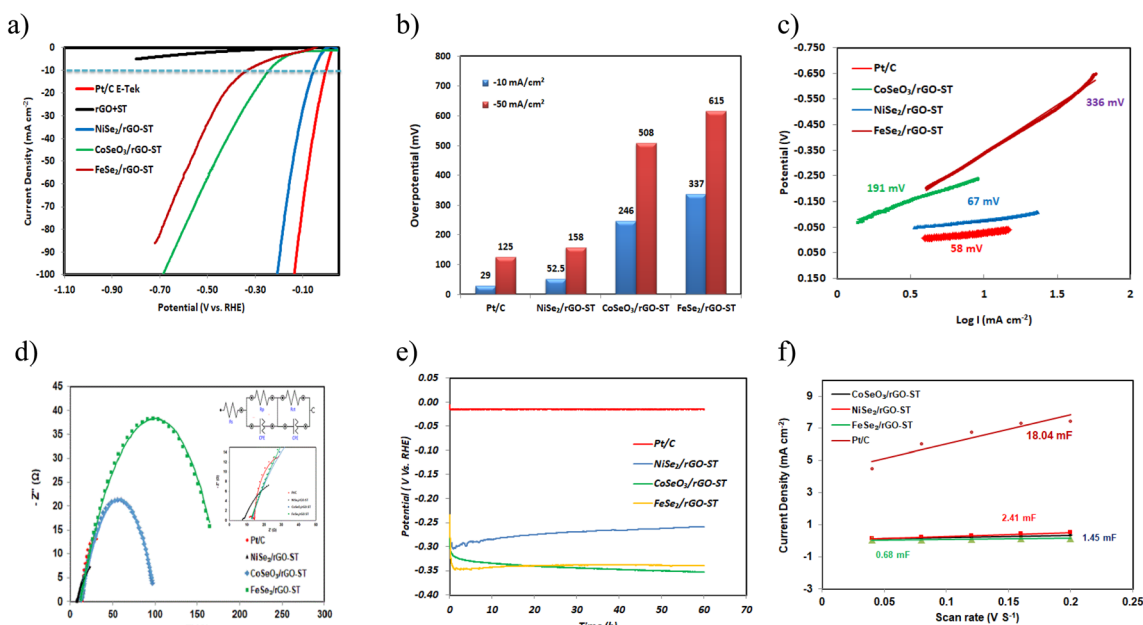 a)
0
-10
-20
-30
-40
-50
-60
-70
-80
-90
-100
Current Density (mA cm⁻²)
Pt/C E-Tek
rGO+ST
NiSe₂/rGO-ST
CoSeO₃/rGO-ST
FeSe₂/rGO-ST
-1.10 -0.90 -0.70 -0.50 -0.30 -0.10
Potential (V vs. RHE)
b)
800
700
600
500
400
300
200
100
0
Overpotential (mV)
-10 mA/cm²
-50 mA/cm²
29 125 52.5 158 246 508 337 615
Pt/C NiSe₂/rGO-ST CoSeO₃/rGO-ST FeSe₂/rGO-ST
c)
-0.750
-0.650
-0.550
-0.450
-0.350
-0.250
-0.150
-0.050
0.050
0.150
Potential (V)
Pt/C
CoSeO₃/rGO-ST
NiSe₂/rGO-ST
FeSe₂/rGO-ST
336 mV
191 mV
67 mV
58 mV
0 0.5 1 1.5 2
Log I (mA cm⁻²)
d)
45
40
35
30
25
20
15
10
5
0
- Z'' (Ω)
Pt/C
NiSe₂/rGO-ST
CoSeO₃/rGO-ST
FeSe₂/rGO-ST
0 50 100 150 200 250 300
e)
0.05
0.00
-0.05
-0.10
-0.15
-0.20
-0.25
-0.30
-0.35
-0.40
Potential ( V Vs. RHE)
Pt/C
NiSe₂/rGO-ST
CoSeO₃/rGO-ST
FeSe₂/rGO-ST
0 10 20 30 40 50 60 70
Time (h)
f)
9
7
5
3
1
-1
-3
Current Density (mA cm⁻²)
CoSeO₃/rGO-ST
NiSe₂/rGO-ST
FeSe₂/rGO-ST
Pt/C
18.04 mF
2.41 mF
1.45 mF
0.68 mF
0 0.05 0.1 0.15 0.2 0.25
Scan rate (V S⁻¹)